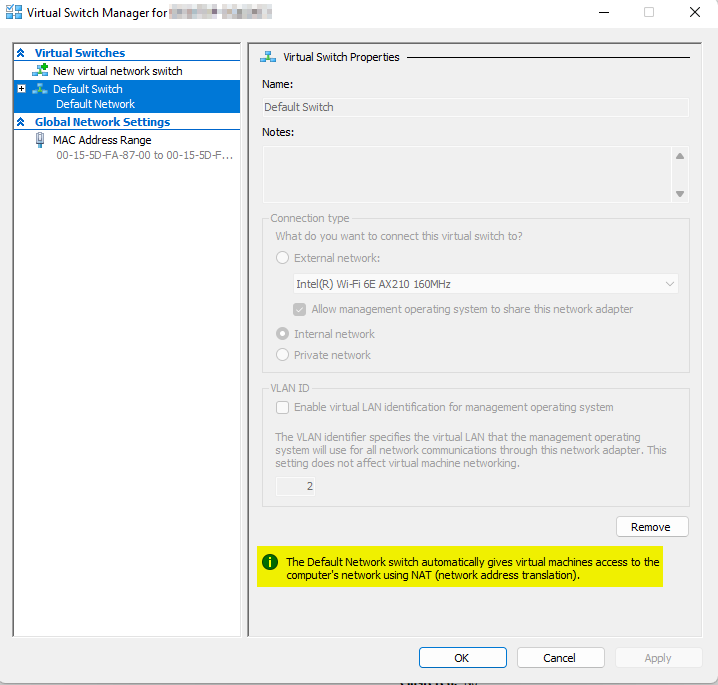 Virtual Switch Manager for
Virtual Switches
New virtual network switch
Default Switch
Default Network
Global Network Settings
MAC Address Range
00-15-5D-FA-87-00 to 00-15-5D-F...
Virtual Switch Properties
Name:
Default Switch
Notes:
Connection type
What do you want to connect this virtual switch to?
External network:
Intel(R) Wi-Fi 6E AX210 160MHz
Allow management operating system to share this network adapter
Internal network
Private network
VLAN ID
Enable virtual LAN identification for management operating system
The VLAN identifier specifies the virtual LAN that the management operating
system will use for all network communications through this network adapter. This
setting does not affect virtual machine networking.
2
Remove
The Default Network switch automatically gives virtual machines access to the
computer's network using NAT (network address translation).
OK
Cancel
Apply